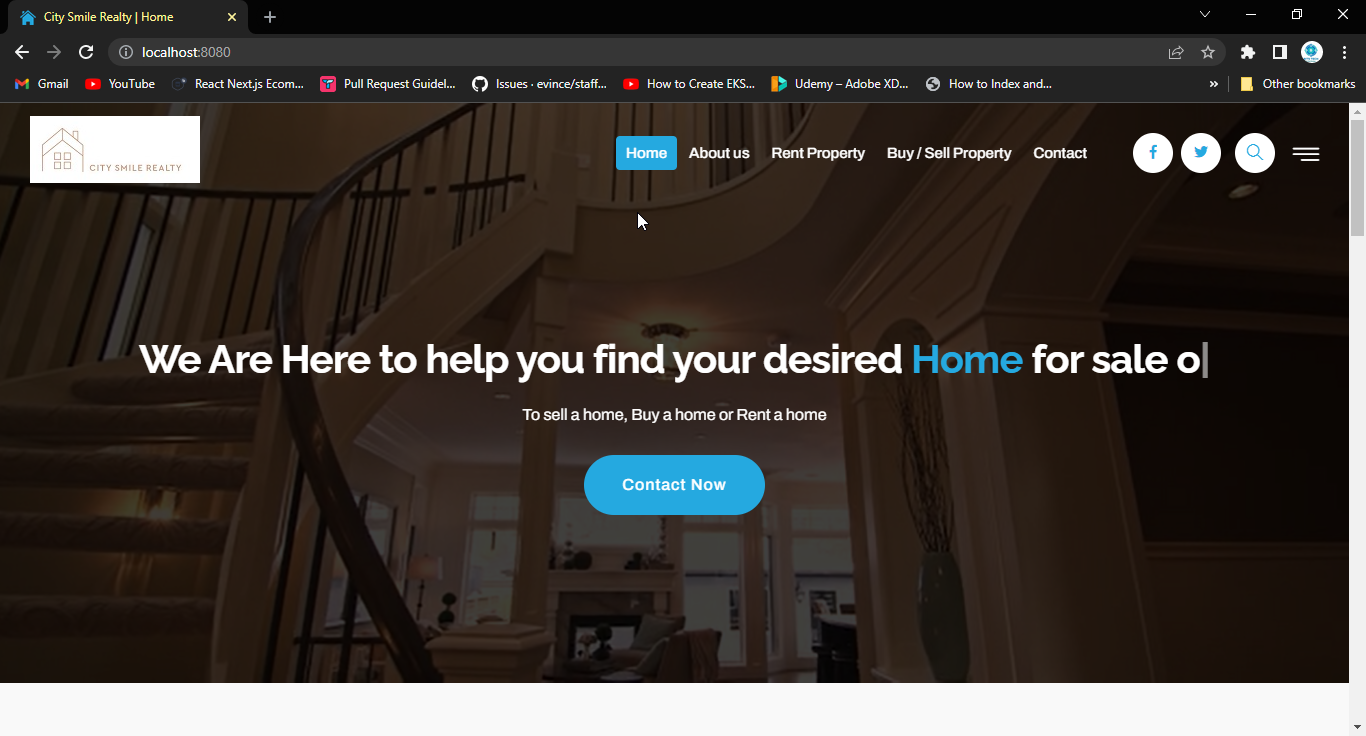 City Smile Realty | Home
localhost:8080
Gmail
YouTube
React Next.js Ecom...
Pull Request Guidel...
Issues · evince/staff...
How to Create EKS...
Udemy – Adobe XD...
How to Index and...
»
Other bookmarks
CITY SMILE REALTY
Home
About us
Rent Property
Buy / Sell Property
Contact
We Are Here to help you find your desired Home for sale o
To sell a home, Buy a home or Rent a home
Contact Now